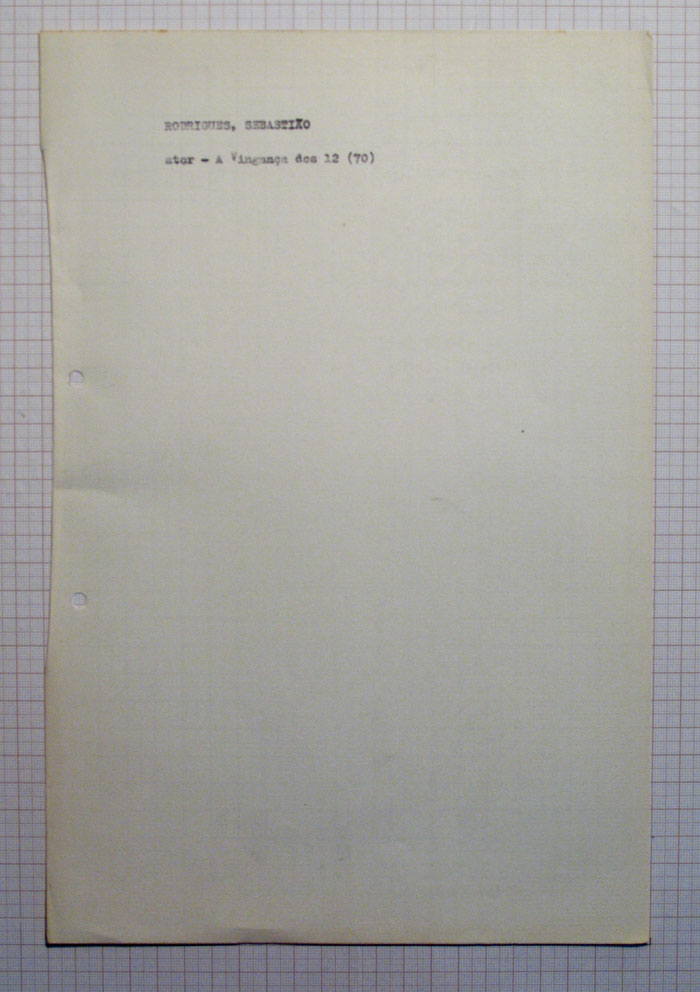 RODRIGUES, SEBASTIÃO
ator - A Vingança dos 12 (70)